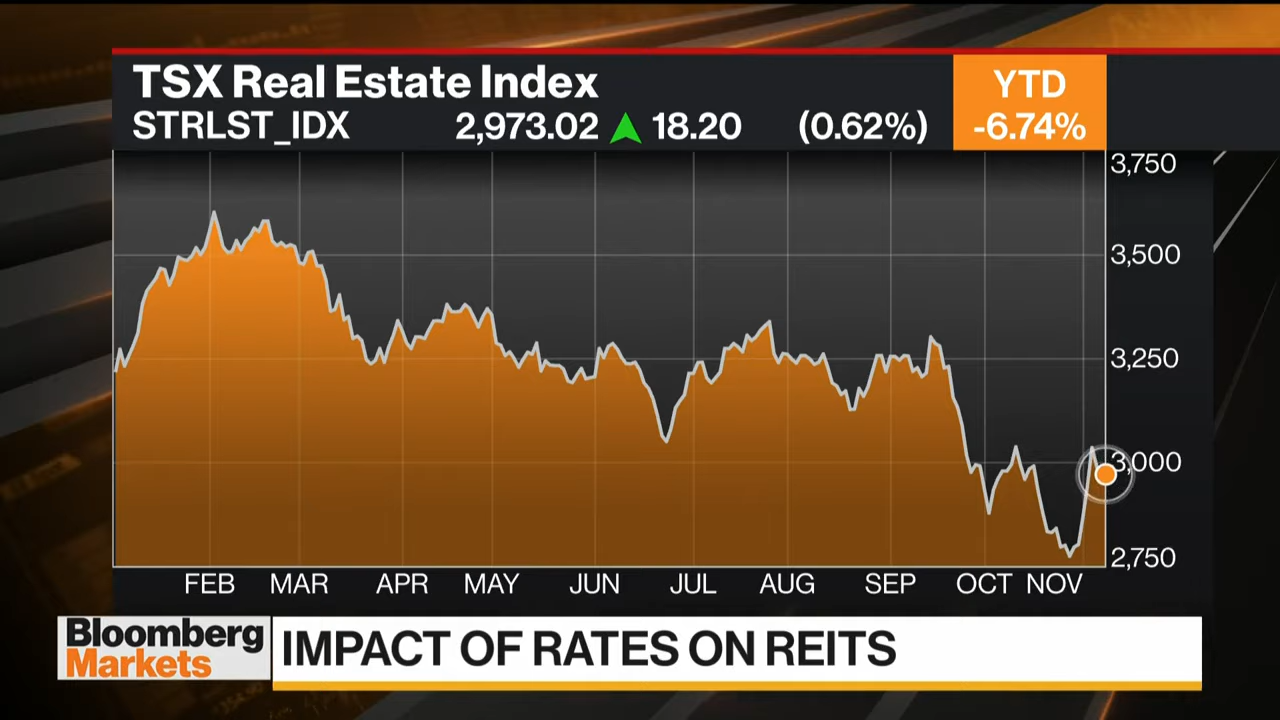 TSX Real Estate Index
STRLST_IDX 2,973.02 ▲ 18.20 (0.62%)
YTD
-6.74%
3,750
3,500
3,250
3,000
2,750
FEB MAR APR MAY JUN JUL AUG SEP OCT NOV
Bloomberg
Markets
IMPACT OF RATES ON REITS